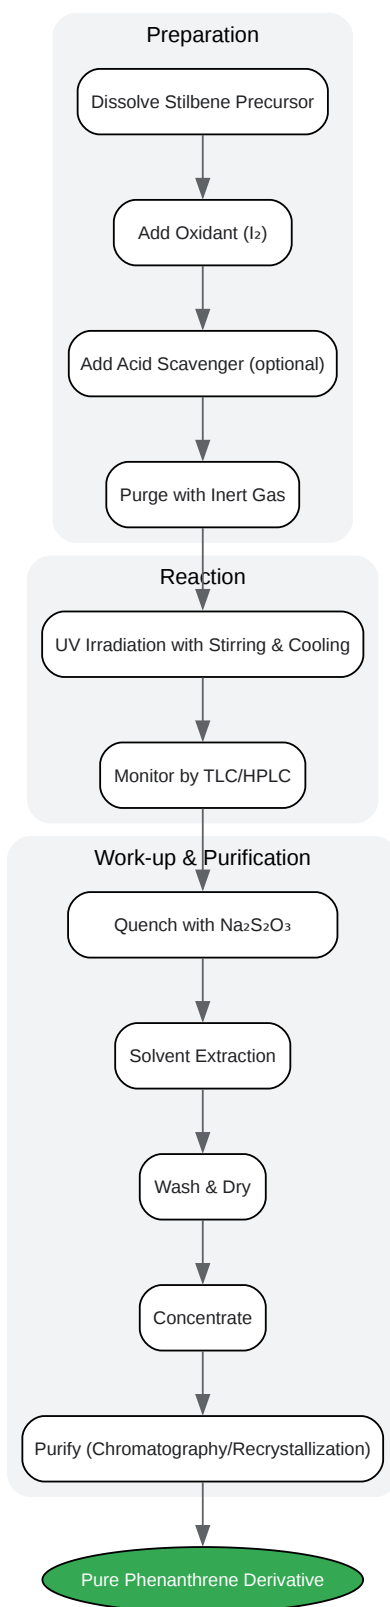 Preparation
Dissolve Stilbene Precursor
Add Oxidant (I₂)
Add Acid Scavenger (optional)
Purge with Inert Gas
Reaction
UV Irradiation with Stirring & Cooling
Monitor by TLC/HPLC
Work-up & Purification
Quench with Na₂S₂O₃
Solvent Extraction
Wash & Dry
Concentrate
Purify (Chromatography/Recrystallization)
Pure Phenanthrene Derivative